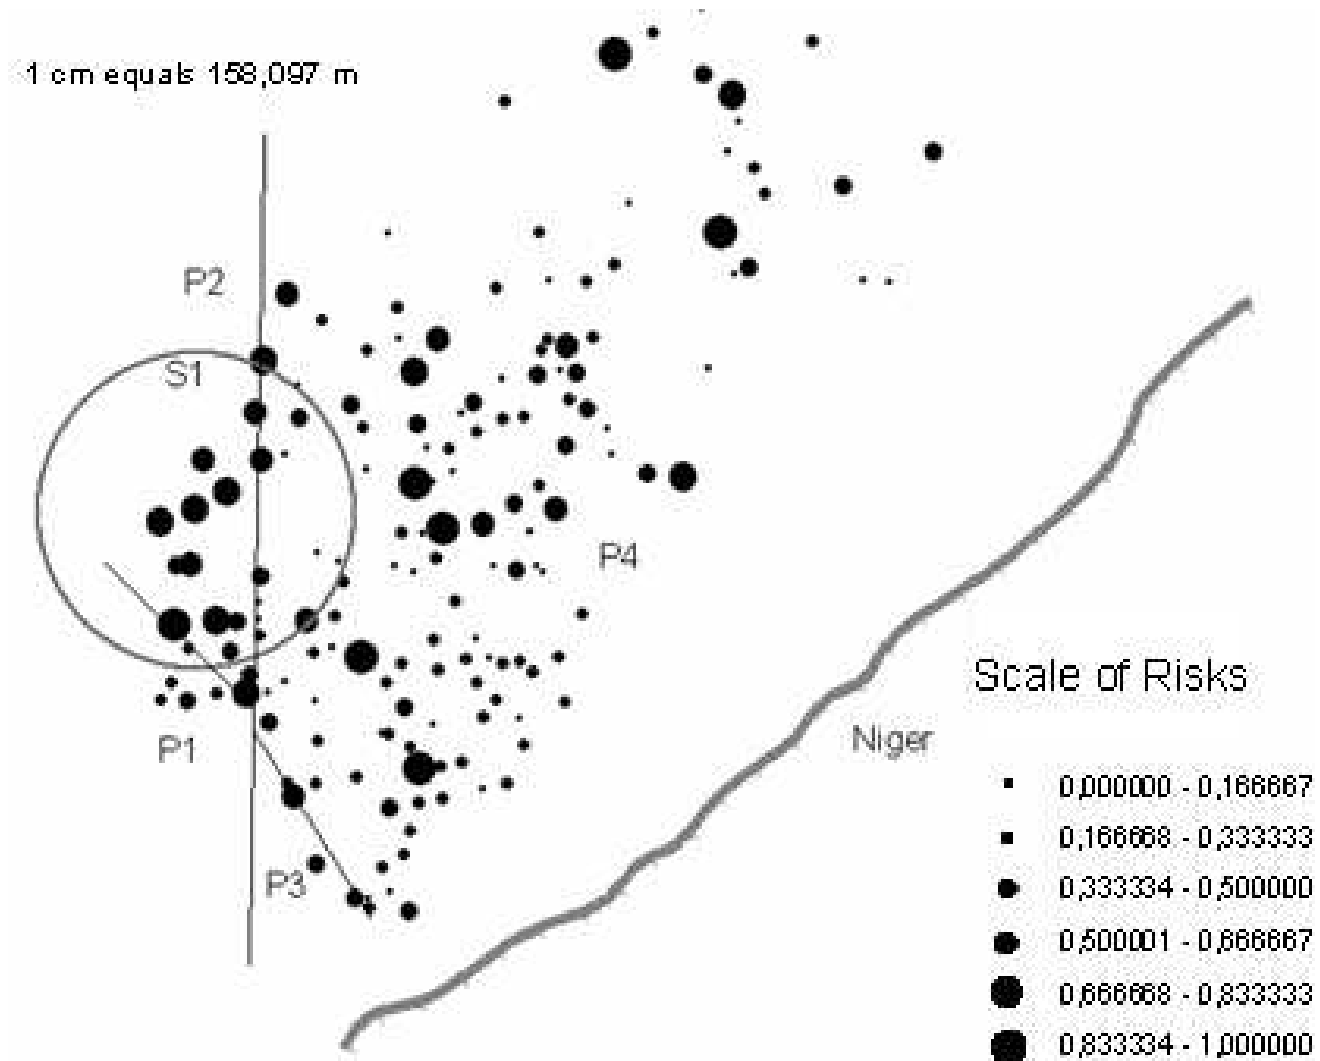 1 cm equals 158,097 m
P2
S1
P4
Scale of Risks
Niger
P1
0,000000 - 0,166667
0,166668 - 0,333333
P3
0,333334 - 0,500000
0,500001 - 0,666667
0,666668 - 0,833333
0,833334 - 1,000000